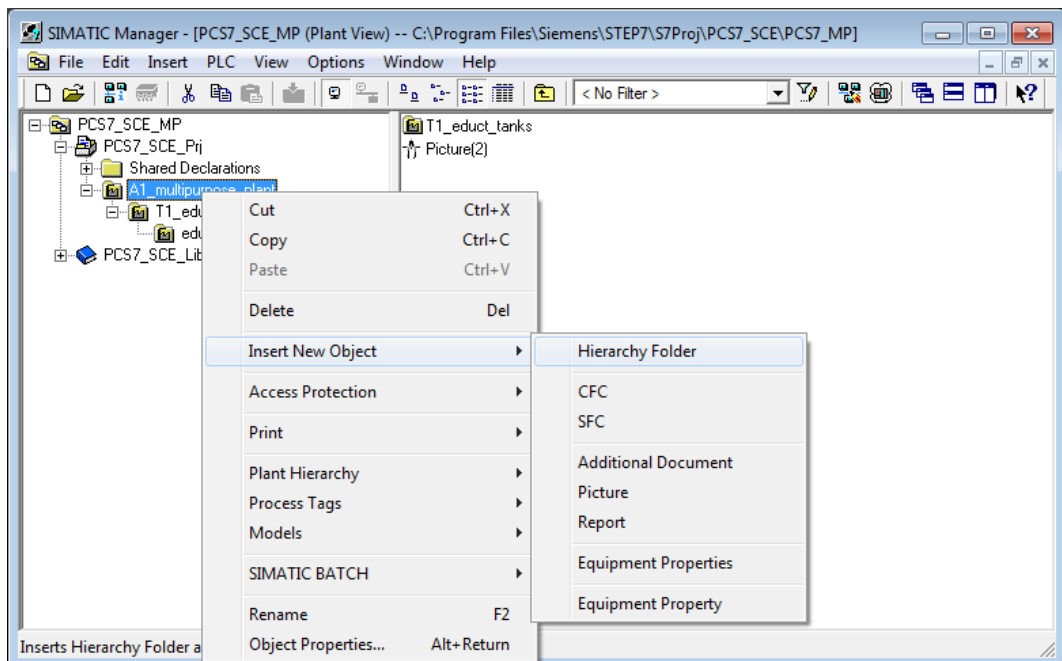 SIMATIC Manager - [PCS7_SCE_MP (Plant View) -- C:\Program Files\Siemens\STEP7\S7Proj\PCS7_SCE\PCS7_MP]
File Edit Insert PLC View Options Window Help
< No Filter >
PCS7_SCE_MP
PCS7_SCE_Prj
Shared Declarations
A1_multipurpose_plant
T1_edu
edu
PCS7_SCE_Lib
T1_educt_tanks
Picture(2)
Cut Ctrl+X
Copy Ctrl+C
Paste Ctrl+V
Delete Del
Insert New Object
Access Protection
Print
Plant Hierarchy
Process Tags
Models
SIMATIC BATCH
Rename F2
Object Properties... Alt+Return
Hierarchy Folder
CFC
SFC
Additional Document
Picture
Report
Equipment Properties
Equipment Property
Inserts Hierarchy Folder a